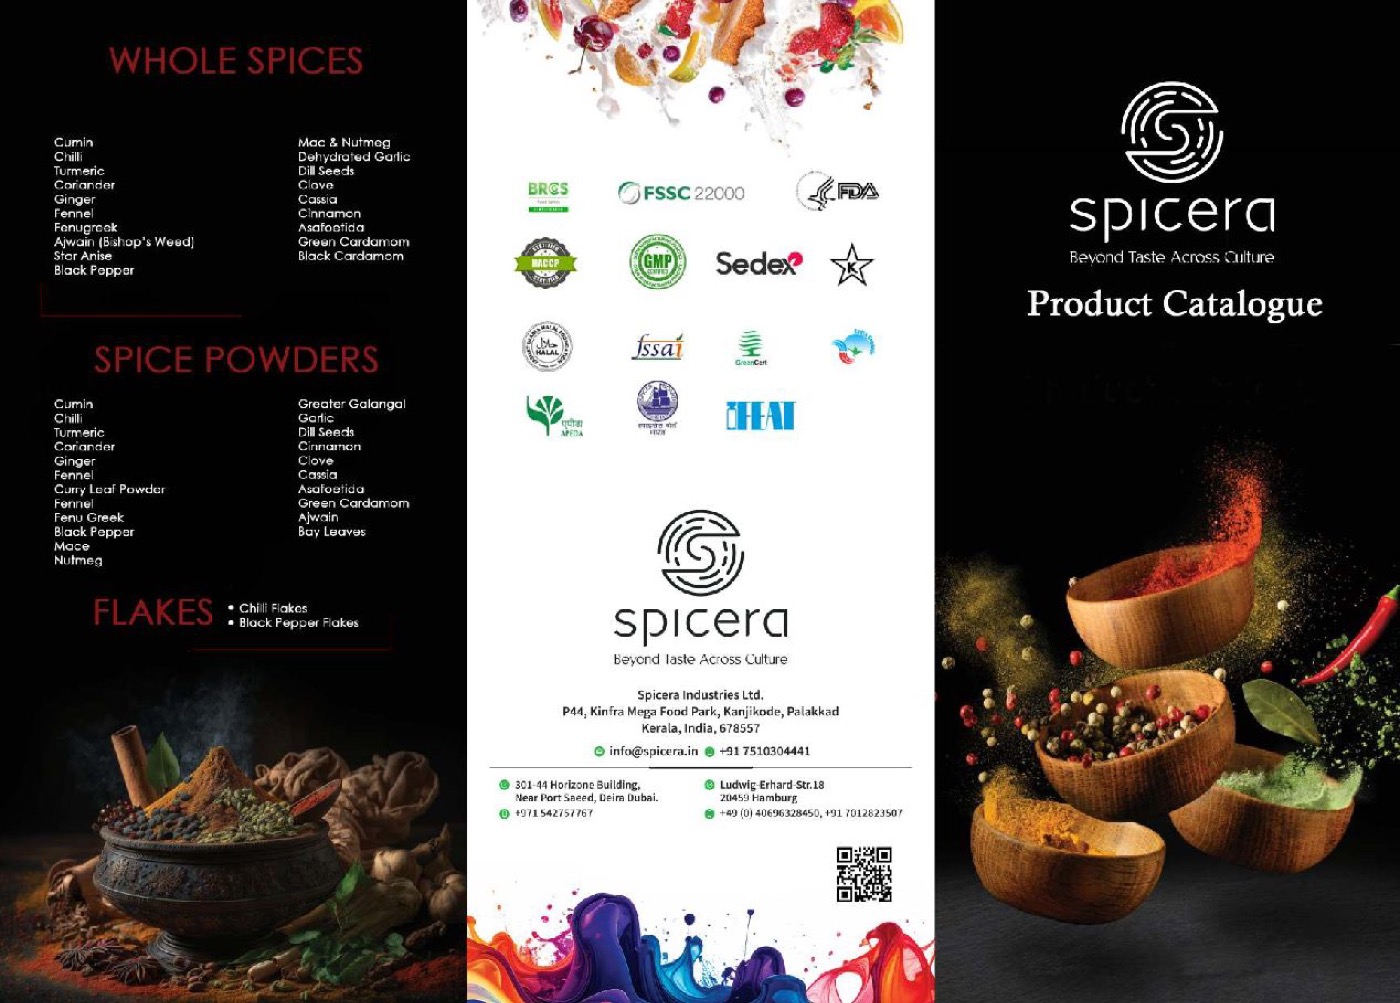 WHOLE SPICES
Cumin
Chilli
Turmeric
Coriander
Ginger
Fennel
Fenugreek
Ajwain (Bishop's Weed)
Star Anise
Black Pepper
Mac & Nutmeg
Dehydrated Garlic
Dill Seeds
Clove
Cassia
Cinnamon
Asafoetida
Green Cardamom
Black Cardamom
SPICE POWDERS
Cumin
Chilli
Turmeric
Coriander
Ginger
Fennel
Curry Leaf Powder
Fennel
Fenu Greek
Black Pepper
Mace
Nutmeg
Greater Galangal
Garlic
Dill Seeds
Cinnamon
Clove
Cassia
Asafoetida
Green Cardamom
Ajwain
Bay Leaves
FLAKES
• Chilli Flakes
• Black Pepper Flakes
BRCS
FSSC 22000
FDA
CERTIFIED
HACCP
CERTIFIED
GMP
CERTIFIED
Sedex
K
HALAL
fssai
GreenCert
एपीडा
APEDA
IFEAT
spicera
Beyond Taste Across Culture
Spicera Industries Ltd.
P44, Kinfra Mega Food Park, Kanjikode, Palakkad
Kerala, India, 678557
info@spicera.in +91 7510304441
301-44 Horizone Building,
Near Port Saeed, Deira Dubai.
+971 542757767
Ludwig-Erhard-Str.18
20459 Hamburg
+49 (0) 40696328450, +91 7012823507
spicera
Beyond Taste Across Culture
Product Catalogue